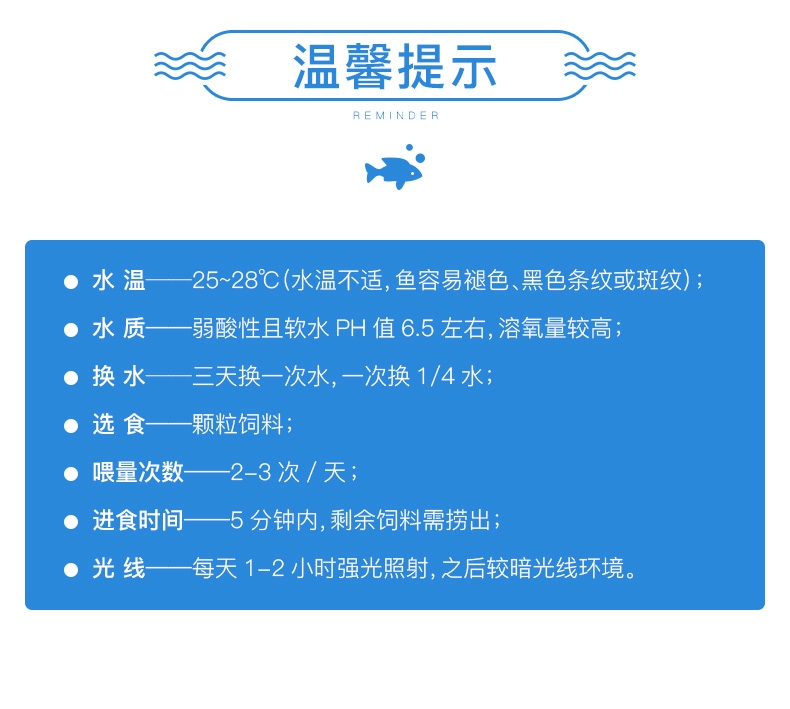 温馨提示
REMINDER
水 温——25~28℃(水温不适,鱼容易褪色、黑色条纹或斑纹);
水 质——弱酸性且软水 PH 值 6.5 左右,溶氧量较高;
换 水——三天换一次水,一次换 1/4 水;
选 食——颗粒饲料;
喂量次数——2-3 次 / 天;
进食时间——5 分钟内,剩余饲料需捞出;
光 线——每天 1-2 小时强光照射,之后较暗光线环境。